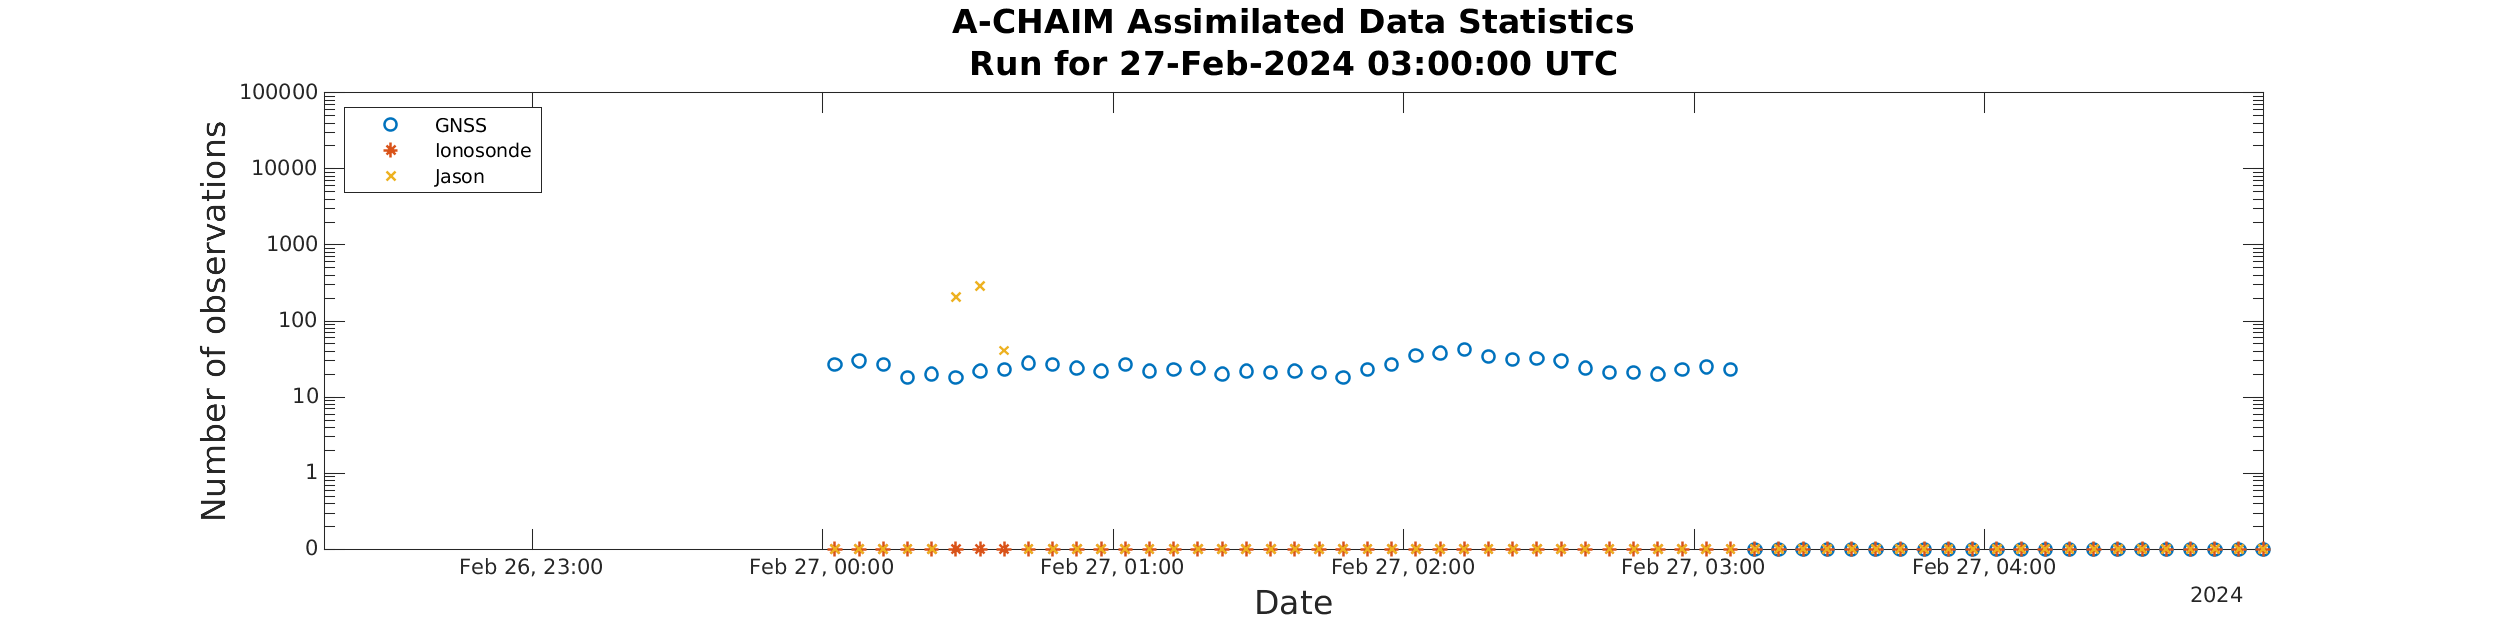 A-CHAIM Assimilated Data Statistics
Run for 27-Feb-2024 03:00:00 UTC
Number of observations
100000
10000
1000
100
10
1
0
GNSS
Ionosonde
Jason
Feb 26, 23:00
Feb 27, 00:00
Feb 27, 01:00
Feb 27, 02:00
Feb 27, 03:00
Feb 27, 04:00
2024
Date